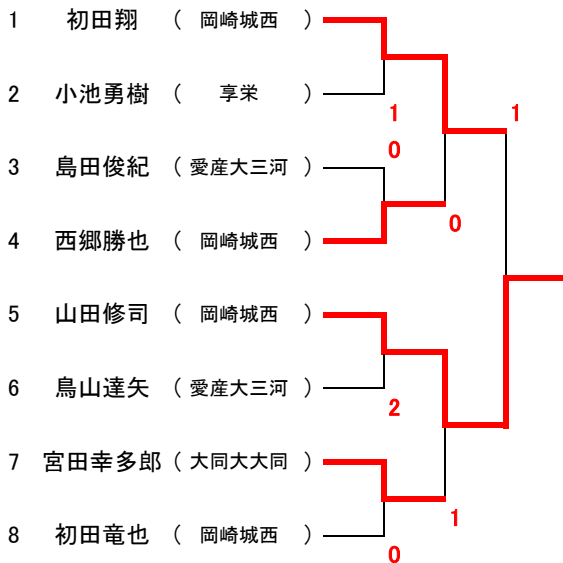 1 初田翔 ( 岡崎城西 )
2 小池勇樹 ( 享栄 )
1
1
3 島田俊紀 ( 愛産大三河 )
0
4 西郷勝也 ( 岡崎城西 )
0
5 山田修司 ( 岡崎城西 )
6 鳥山達矢 ( 愛産大三河 )
2
7 宮田幸多郎 ( 大同大大同 )
1
8 初田竜也 ( 岡崎城西 )
0